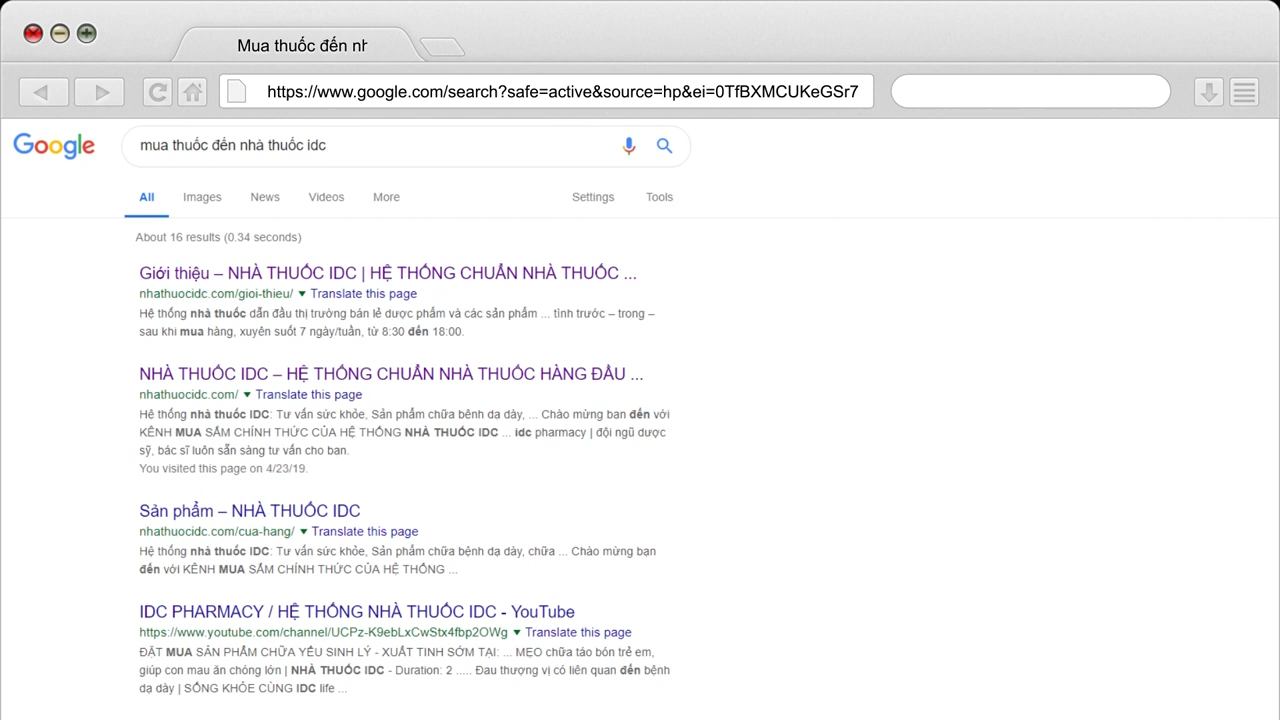 Mua thuốc đến nh
https://www.google.com/search?safe=active&source=hp&ei=0TfBXMCUKeGSr7
Google
mua thuốc đến nhà thuốc idc
All Images News Videos More Settings Tools
About 16 results (0.34 seconds)
Giới thiệu – NHÀ THUỐC IDC | HỆ THỐNG CHUẨN NHÀ THUỐC ...
nhathuocidc.com/gioi-thieu/ Translate this page
Hệ thống nhà thuốc dẫn đầu thị trường bán lẻ dược phẩm và các sản phẩm ... tình trước – trong –
sau khi mua hàng, xuyên suốt 7 ngày/tuần, từ 8:30 đến 18:00.
NHÀ THUỐC IDC – HỆ THỐNG CHUẨN NHÀ THUỐC HÀNG ĐẦU ...
nhathuocidc.com/ Translate this page
Hệ thống nhà thuốc IDC: Tư vấn sức khỏe, Sản phẩm chữa bệnh dạ dày, ... Chào mừng bạn đến với
KÊNH MUA SẮM CHÍNH THỨC CỦA HỆ THỐNG NHÀ THUỐC IDC ... idc pharmacy | đội ngũ dược
sỹ, bác sĩ luôn sẵn sàng tư vấn cho bạn.
You visited this page on 4/23/19.
Sản phẩm – NHÀ THUỐC IDC
nhathuocidc.com/cua-hang/ Translate this page
Hệ thống nhà thuốc IDC: Tư vấn sức khỏe, Sản phẩm chữa bệnh dạ dày, chữa ... Chào mừng bạn
đến với KÊNH MUA SẮM CHÍNH THỨC CỦA HỆ THỐNG ...
IDC PHARMACY / HỆ THỐNG NHÀ THUỐC IDC - YouTube
https://www.youtube.com/channel/UCPz-K9ebLxCwStx4fbp2OWg Translate this page
ĐẶT MUA SẢN PHẨM CHỮA YẾU SINH LÝ - XUẤT TINH SỚM TẠI: ... MẸO chữa táo bón trẻ em,
giúp con mau ăn chóng lớn | NHÀ THUỐC IDC - Duration: 2 ..... Đau thượng vị có liên quan đến bệnh
dạ dày | SỐNG KHỎE CÙNG IDC life ...